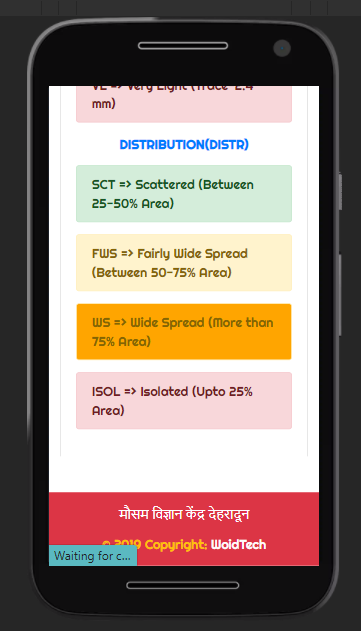 VL => Very Light (Trace-2.4
mm)
DISTRIBUTION(DISTR)
SCT => Scattered (Between
25-50% Area)
FWS => Fairly Wide Spread
(Between 50-75% Area)
WS => Wide Spread (More than
75% Area)
ISOL => Isolated (Upto 25%
Area)
मौसम विज्ञान केंद्र देहरादून
© 2019 Copyright: WoidTech
Waiting for c...